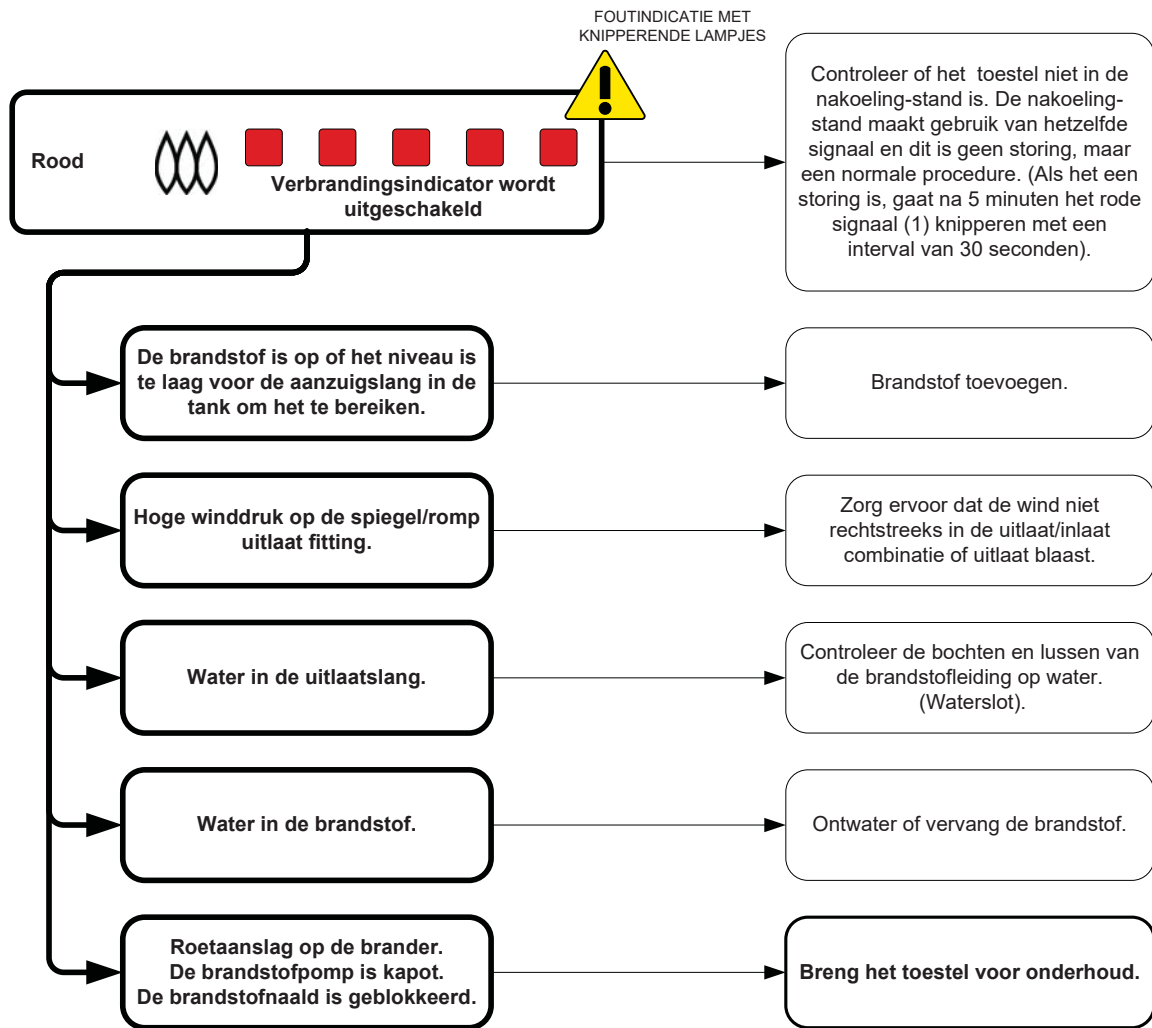 FOUTINDICATIE MET
KNIPPERENDE LAMPJES
Rood
Verbrandingsindicator wordt
uitgeschakeld
Controleer of het toestel niet in de
nakoeling-stand is. De nakoeling-
stand maakt gebruik van hetzelfde
signaal en dit is geen storing, maar
een normale procedure. (Als het een
storing is, gaat na 5 minuten het rode
signaal (1) knipperen met een
interval van 30 seconden).
De brandstof is op of het niveau is
te laag voor de aanzuigslang in de
tank om het te bereiken.
Brandstof toevoegen.
Hoge winddruk op de spiegel/romp
uitlaat fitting.
Zorg ervoor dat de wind niet
rechtstreeks in de uitlaat/inlaat
combinatie of uitlaat blaast.
Water in de uitlaatslang.
Controleer de bochten en lussen van
de brandstofleiding op water.
(Waterslot).
Water in de brandstof.
Ontwater of vervang de brandstof.
Roetaanslag op de brander.
De brandstofpomp is kapot.
De brandstofnaald is geblokkeerd.
Breng het toestel voor onderhoud.